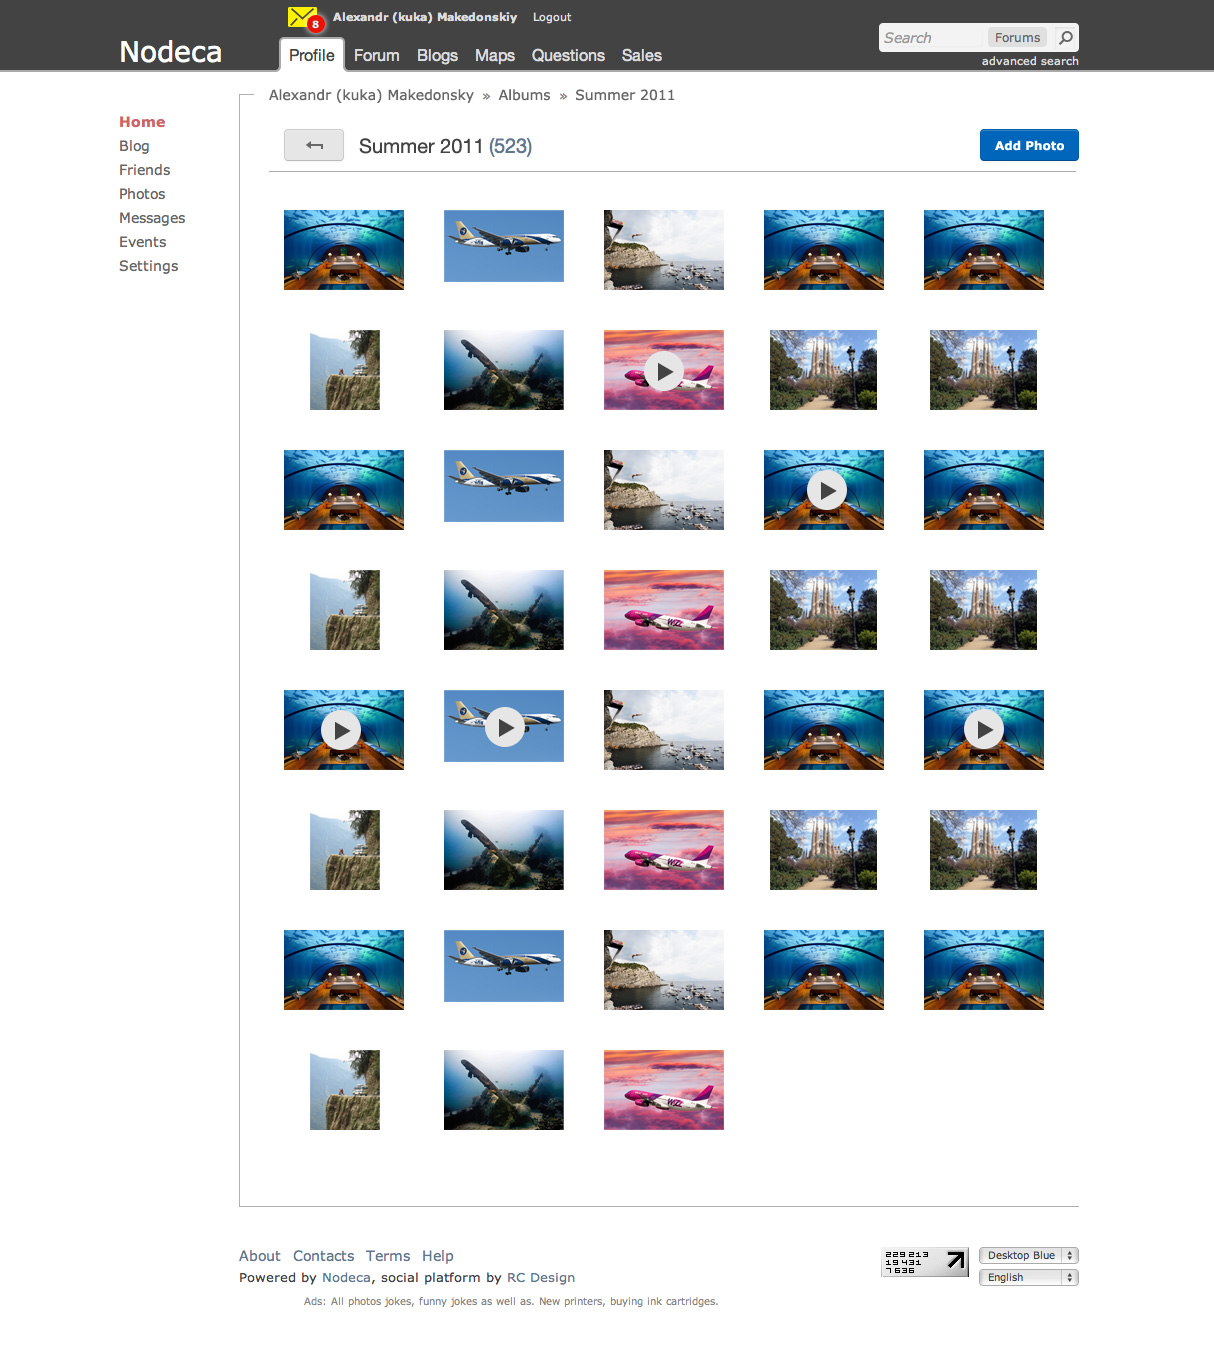 8 Alexandr (kuka) Makedonskiy Logout
Nodeca
Profile Forum Blogs Maps Questions Sales
Search Forums
advanced search
Alexandr (kuka) Makedonsky » Albums » Summer 2011
Home
Blog
Friends
Photos
Messages
Events
Settings
Summer 2011 (523)
Add Photo
WIZZ
WIZZ
WIZZ
About Contacts Terms Help
Powered by Nodeca, social platform by RC Design
Ads: All photos jokes, funny jokes as well as. New printers, buying ink cartridges.
229 213
19 431
7 636
Desktop Blue
English